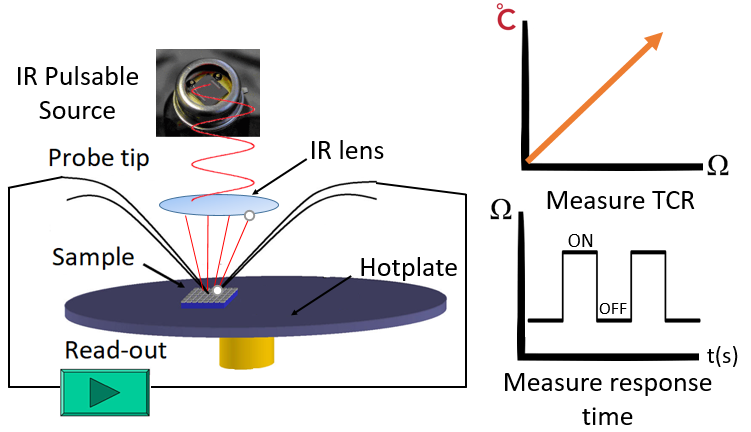 IR Pulsable
Source
Probe tip
IR lens
Sample
Hotplate
Read-out
℃
Ω
Measure TCR
Ω
ON
OFF
t(s)
Measure response
time